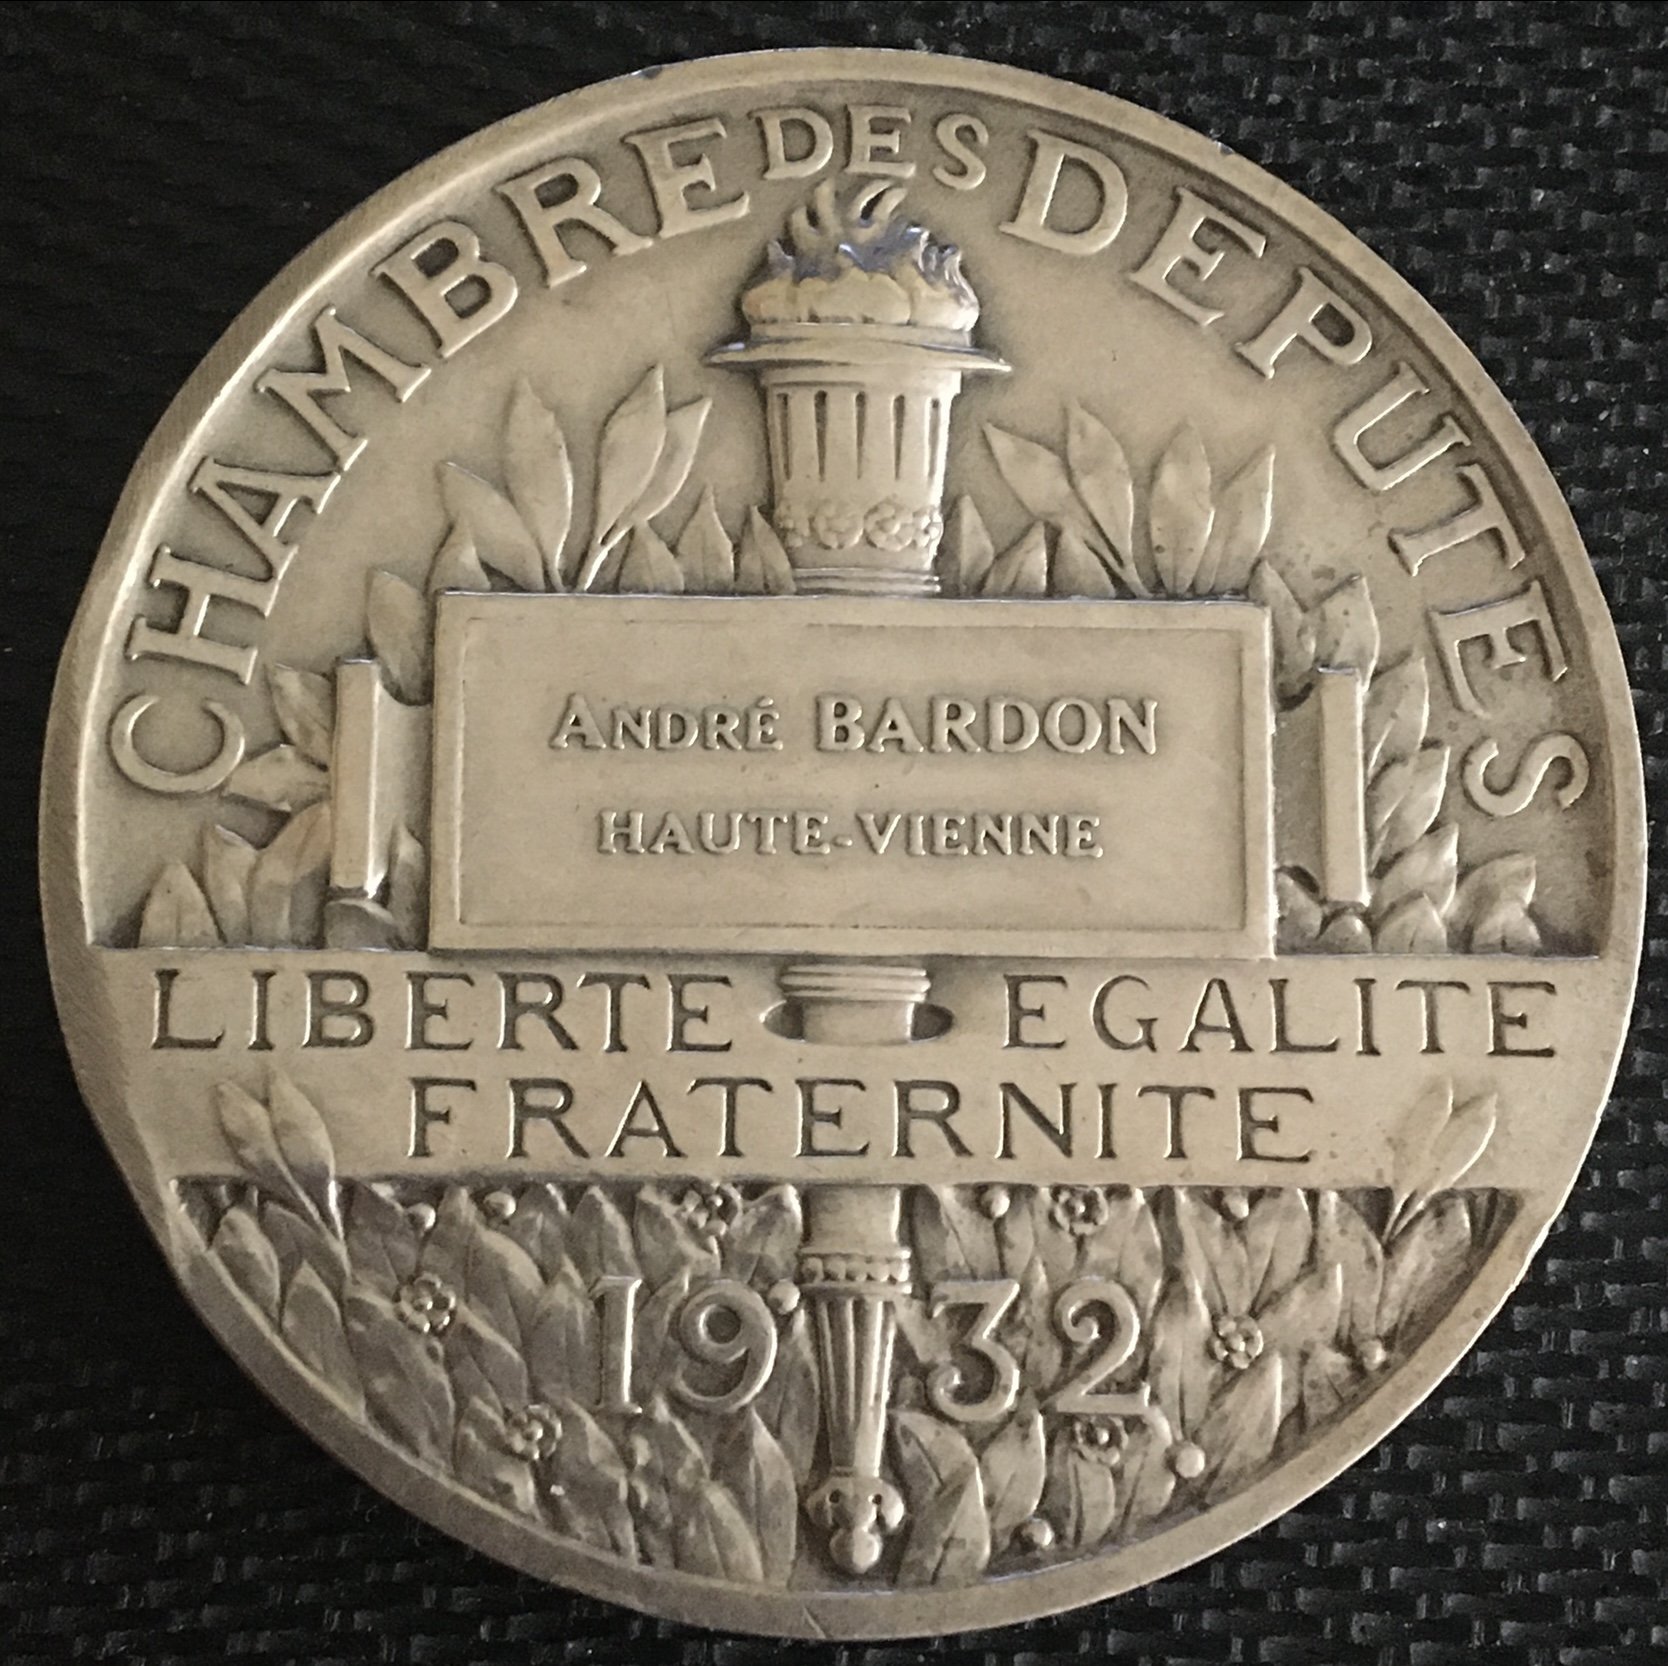 CHAMBRE DES DEPUTES
ANDRÉ BARDON
HAUTE-VIENNE
LIBERTE EGALITE
FRATERNITE
1932